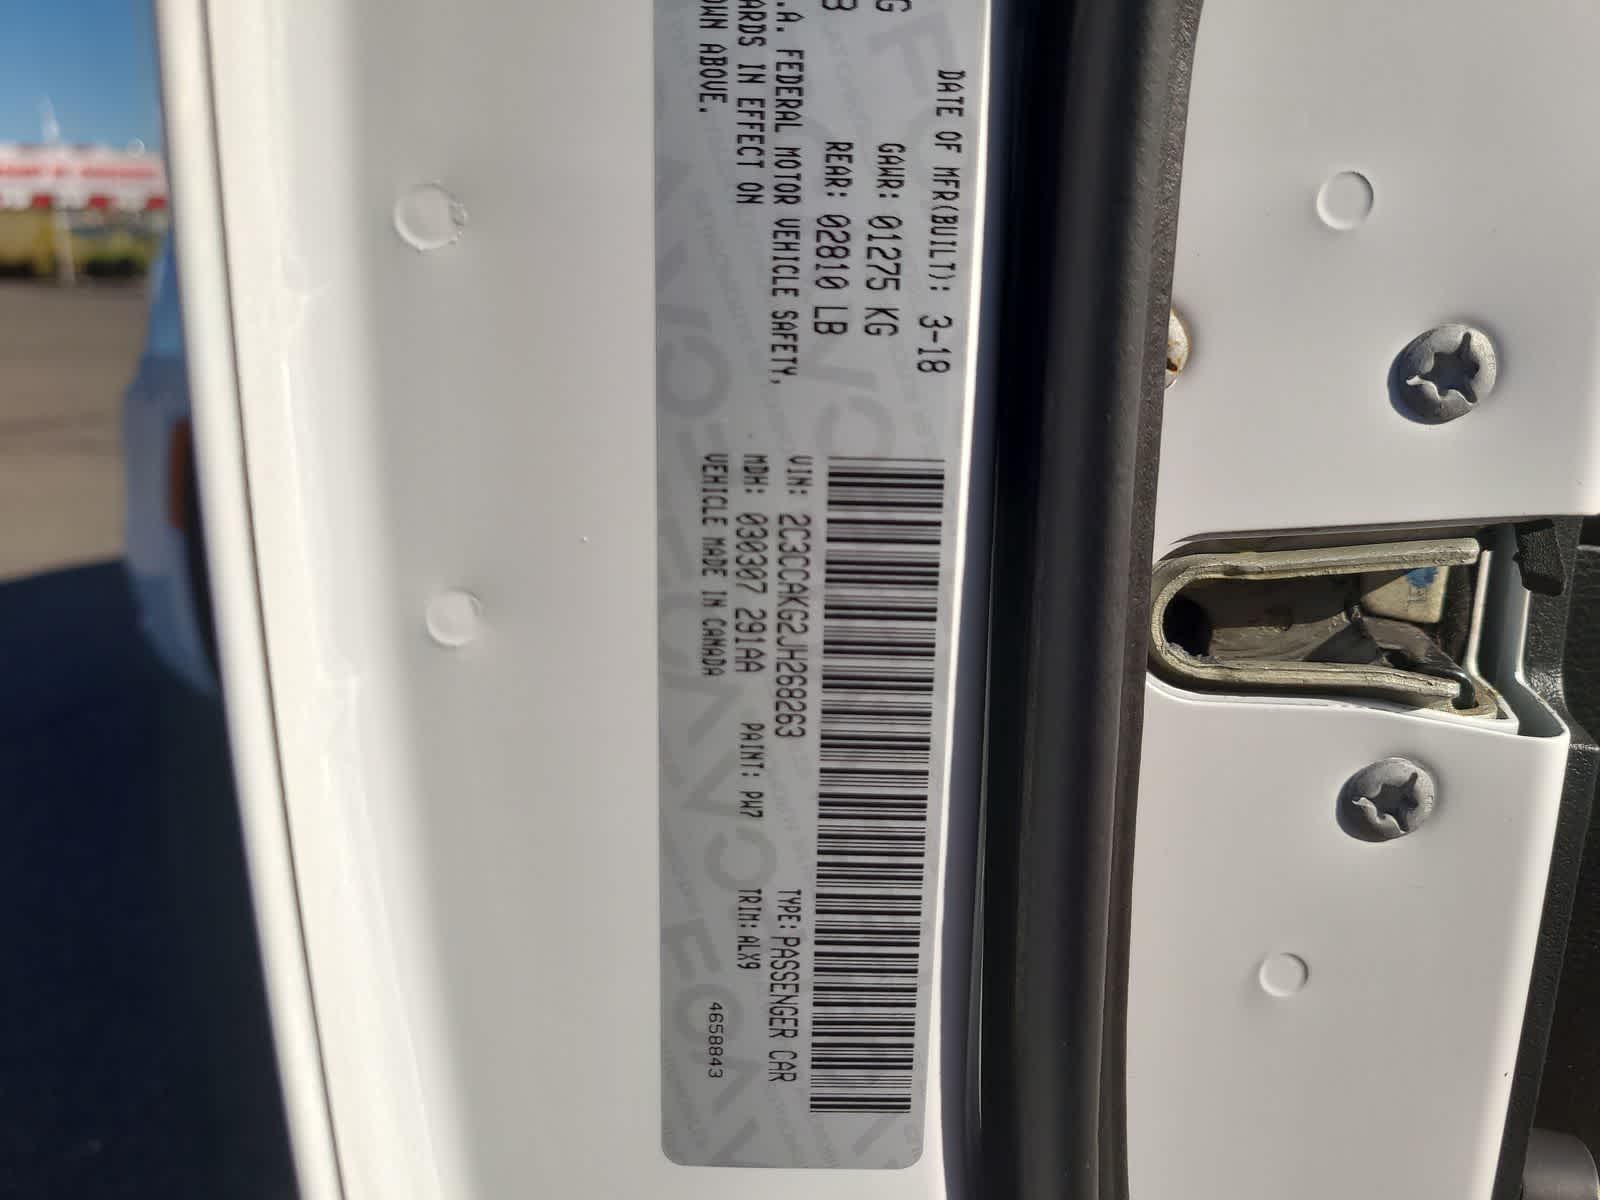 DATE OF MFR(BUILT): 3-18
G
GAWR: 01275 KG
B
REAR: 02810 LB
.A. FEDERAL MOTOR VEHICLE SAFETY,
ARDS IN EFFECT ON
OWN ABOVE.
VIN: 2C3CCAKG2JH268263
TYPE: PASSENGER CAR
MDH: 030307 291AA
PAINT: PW7
TRIM: ALX9
VEHICLE MADE IN CANADA
4658843